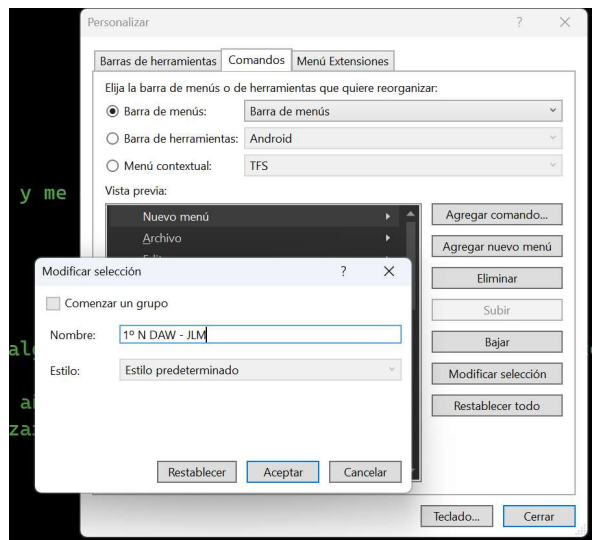 Personalizar
Barras de herramientas Comandos Menú Extensiones
Elija la barra de menús o de herramientas que quiere reorganizar:
Barra de menús: Barra de menús
Barra de herramientas: Android
Menú contextual: TFS
Vista previa:
y me
Nuevo menú
Archivo
Agregar comando...
Agregar nuevo menú
Eliminar
Subir
Bajar
Modificar selección
Restablecer todo
Modificar selección
Comenzar un grupo
Nombre: 1º N DAW - JLM
Estilo: Estilo predeterminado
Restablecer Aceptar Cancelar
Teclado... Cerrar